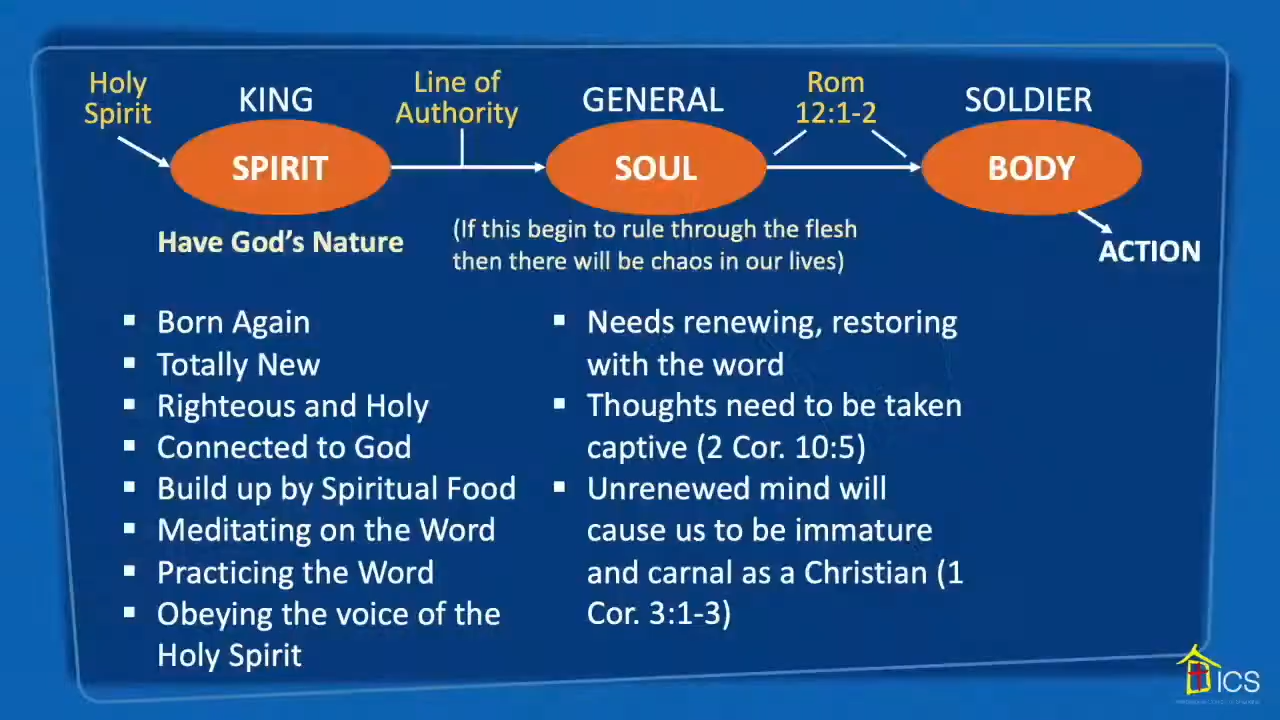 Holy
Spirit
KING
Line of
Authority
GENERAL
Rom
12:1-2
SOLDIER
SPIRIT
SOUL
BODY
ACTION
Have God's Nature
(If this begin to rule through the flesh
then there will be chaos in our lives)
▪ Born Again
▪ Totally New
▪ Righteous and Holy
▪ Connected to God
▪ Build up by Spiritual Food
▪ Meditating on the Word
▪ Practicing the Word
▪ Obeying the voice of the
Holy Spirit
▪ Needs renewing, restoring
with the word
▪ Thoughts need to be taken
captive (2 Cor. 10:5)
▪ Unrenewed mind will
cause us to be immature
and carnal as a Christian (1
Cor. 3:1-3)
ICS